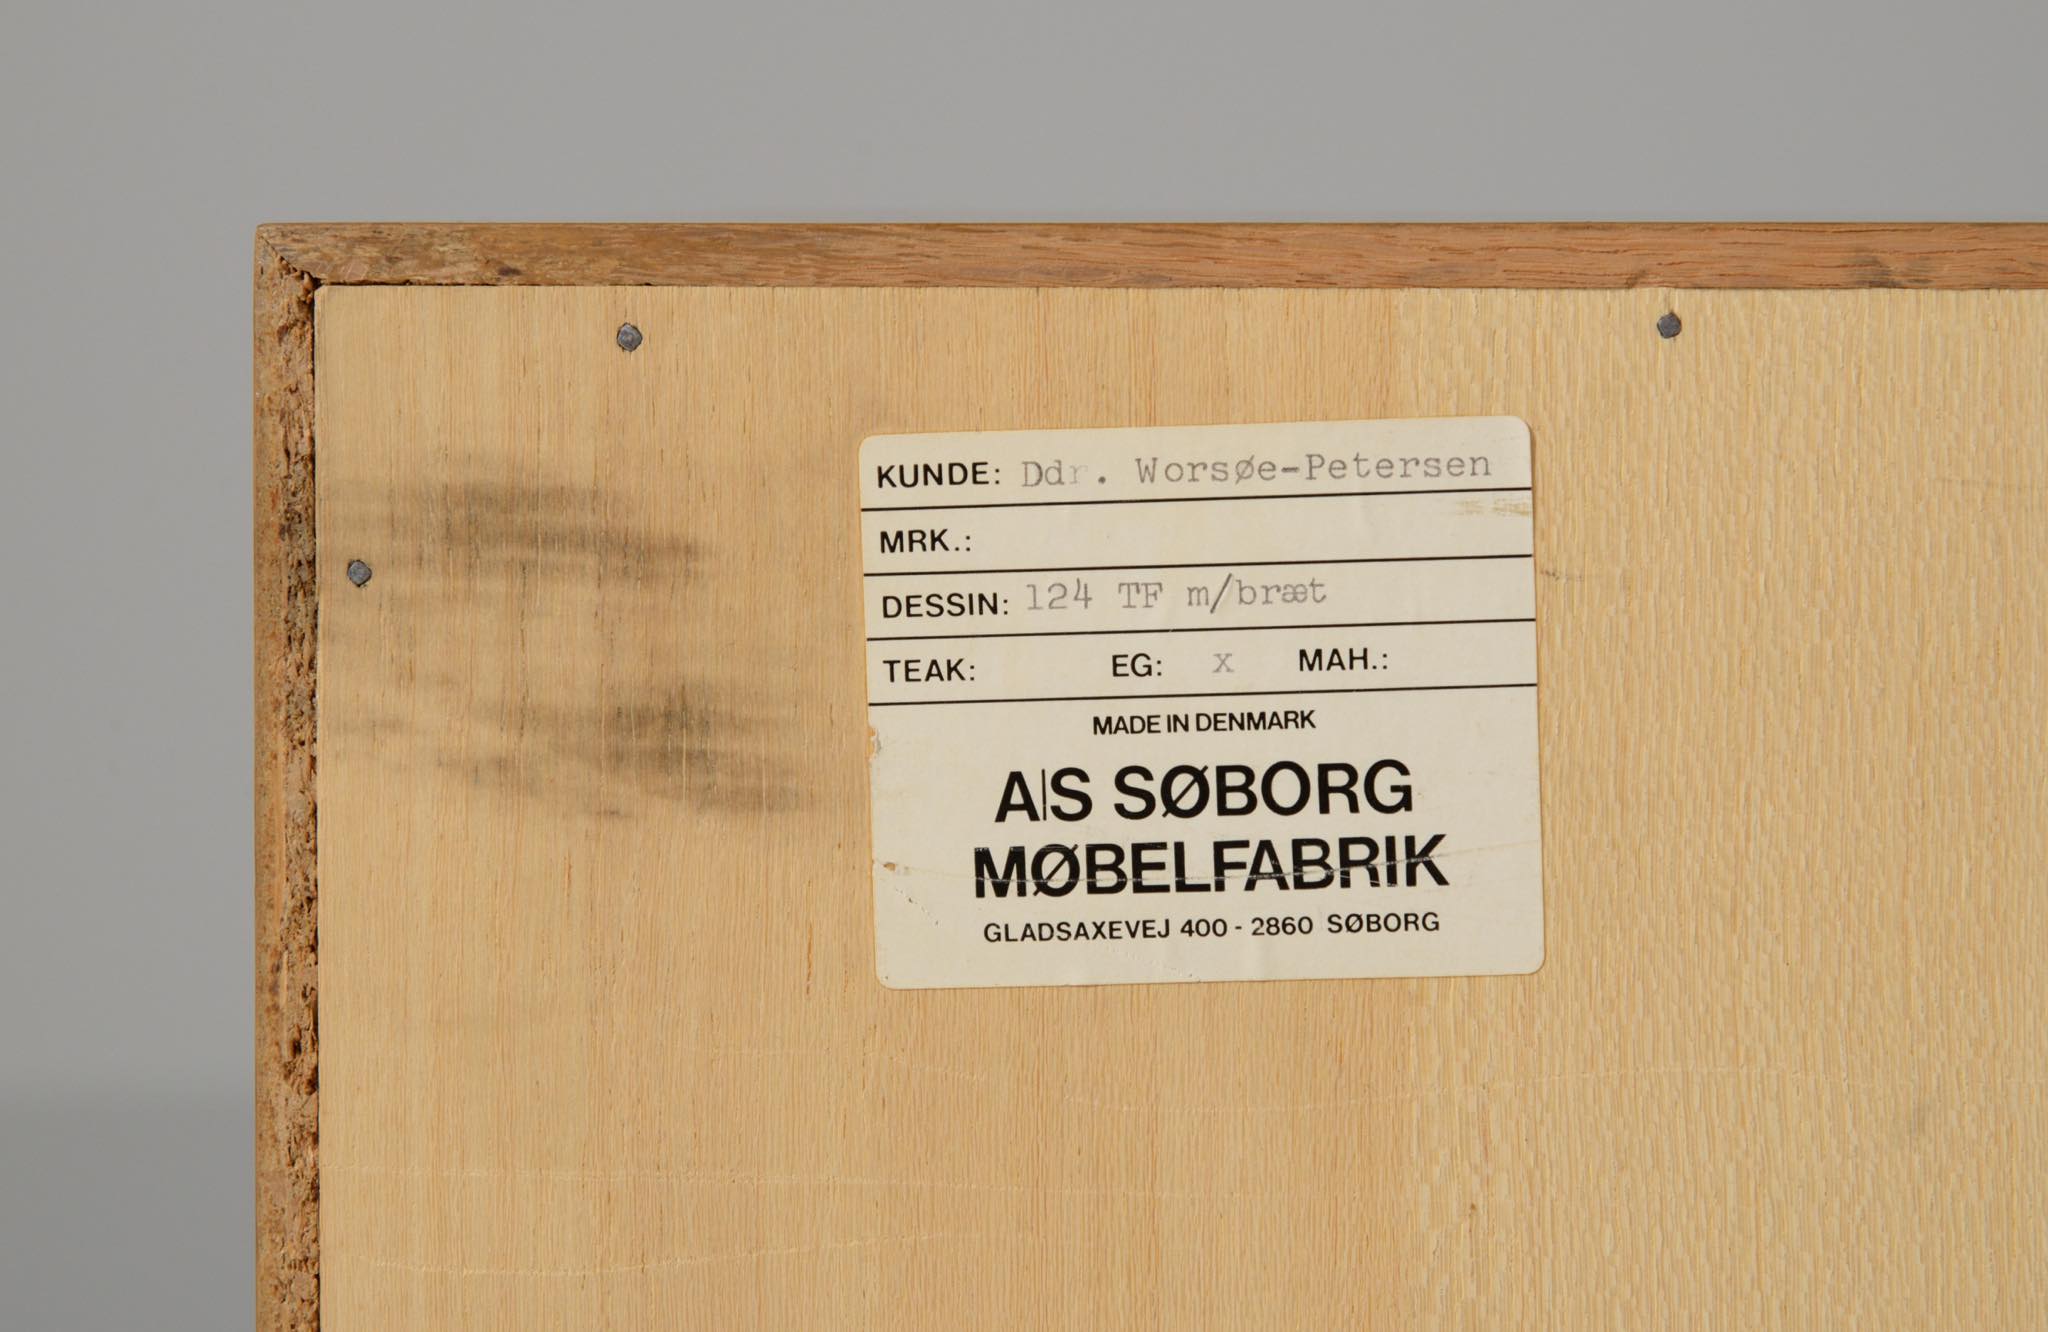 KUNDE: Ddr. Worsøe-Petersen
MRK.:
DESSIN: 124 TF m/bræt
TEAK: EG: x MAH.:
MADE IN DENMARK
A|S SØBORG
MØBELFABRIK
GLADSAXEVEJ 400 - 2860 SØBORG